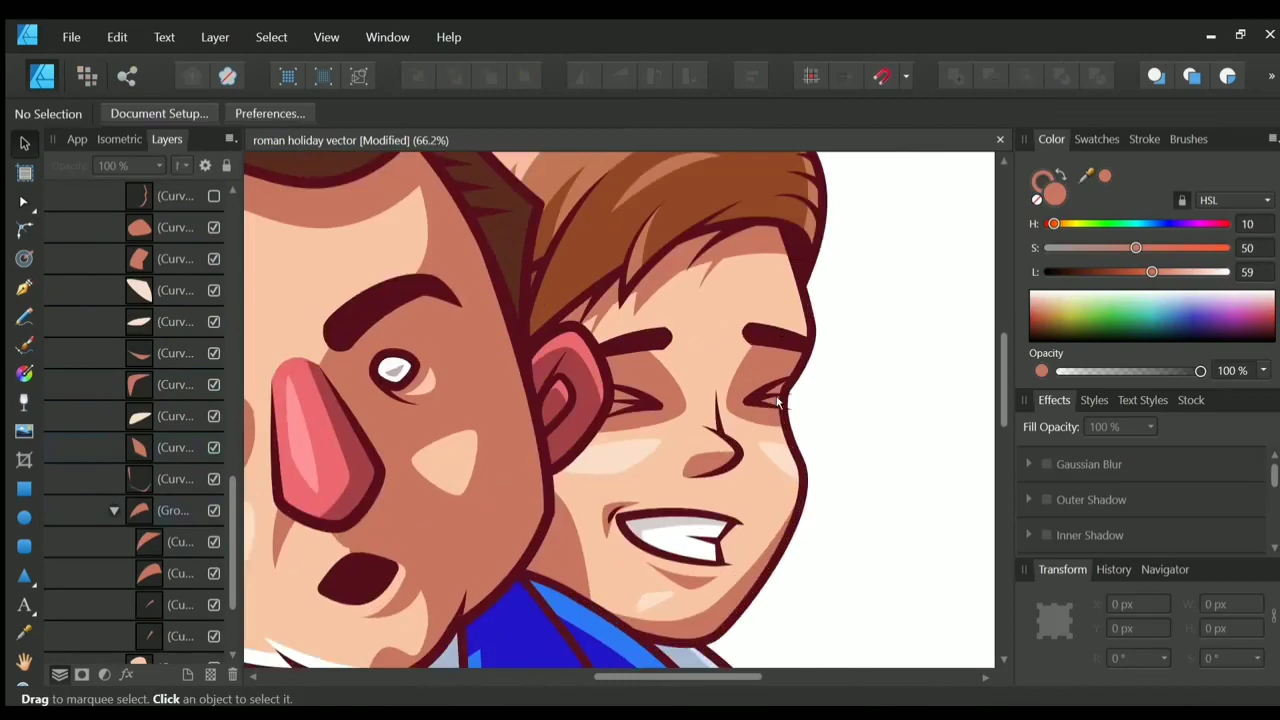 File Edit Text Layer Select View Window Help
No Selection Document Setup... Preferences...
App Isometric Layers
roman holiday vector [Modified] (66.2%)
Color Swatches Stroke Brushes
Opacity: 100 %
HSL
H: 10
S: 50
L: 59
Opacity
100 %
(Curv...
(Curv...
(Curv...
(Curv...
(Curv...
(Curv...
(Curv...
(Curv...
(Curv...
(Curv...
(Gro...
(Cu...
(Cu...
(Cu...
(Cu...
Effects Styles Text Styles Stock
Fill Opacity: 100 %
Gaussian Blur
Outer Shadow
Inner Shadow
Transform History Navigator
X: 0 px W: 0 px
Y: 0 px H: 0 px
R: 0 ° S: 0 °
Drag to marquee select. Click an object to select it.